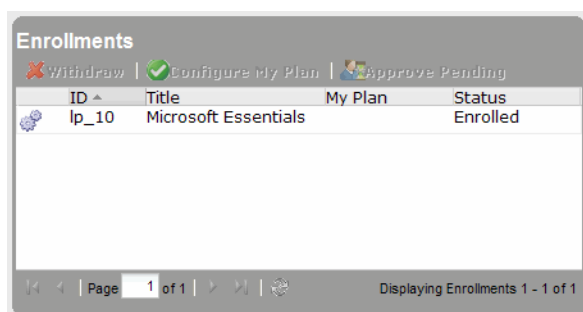 Enrollments
Withdraw | Configure My Plan | Approve Pending
ID Title My Plan Status
lp_10 Microsoft Essentials Enrolled
Page 1 of 1 Displaying Enrollments 1 - 1 of 1